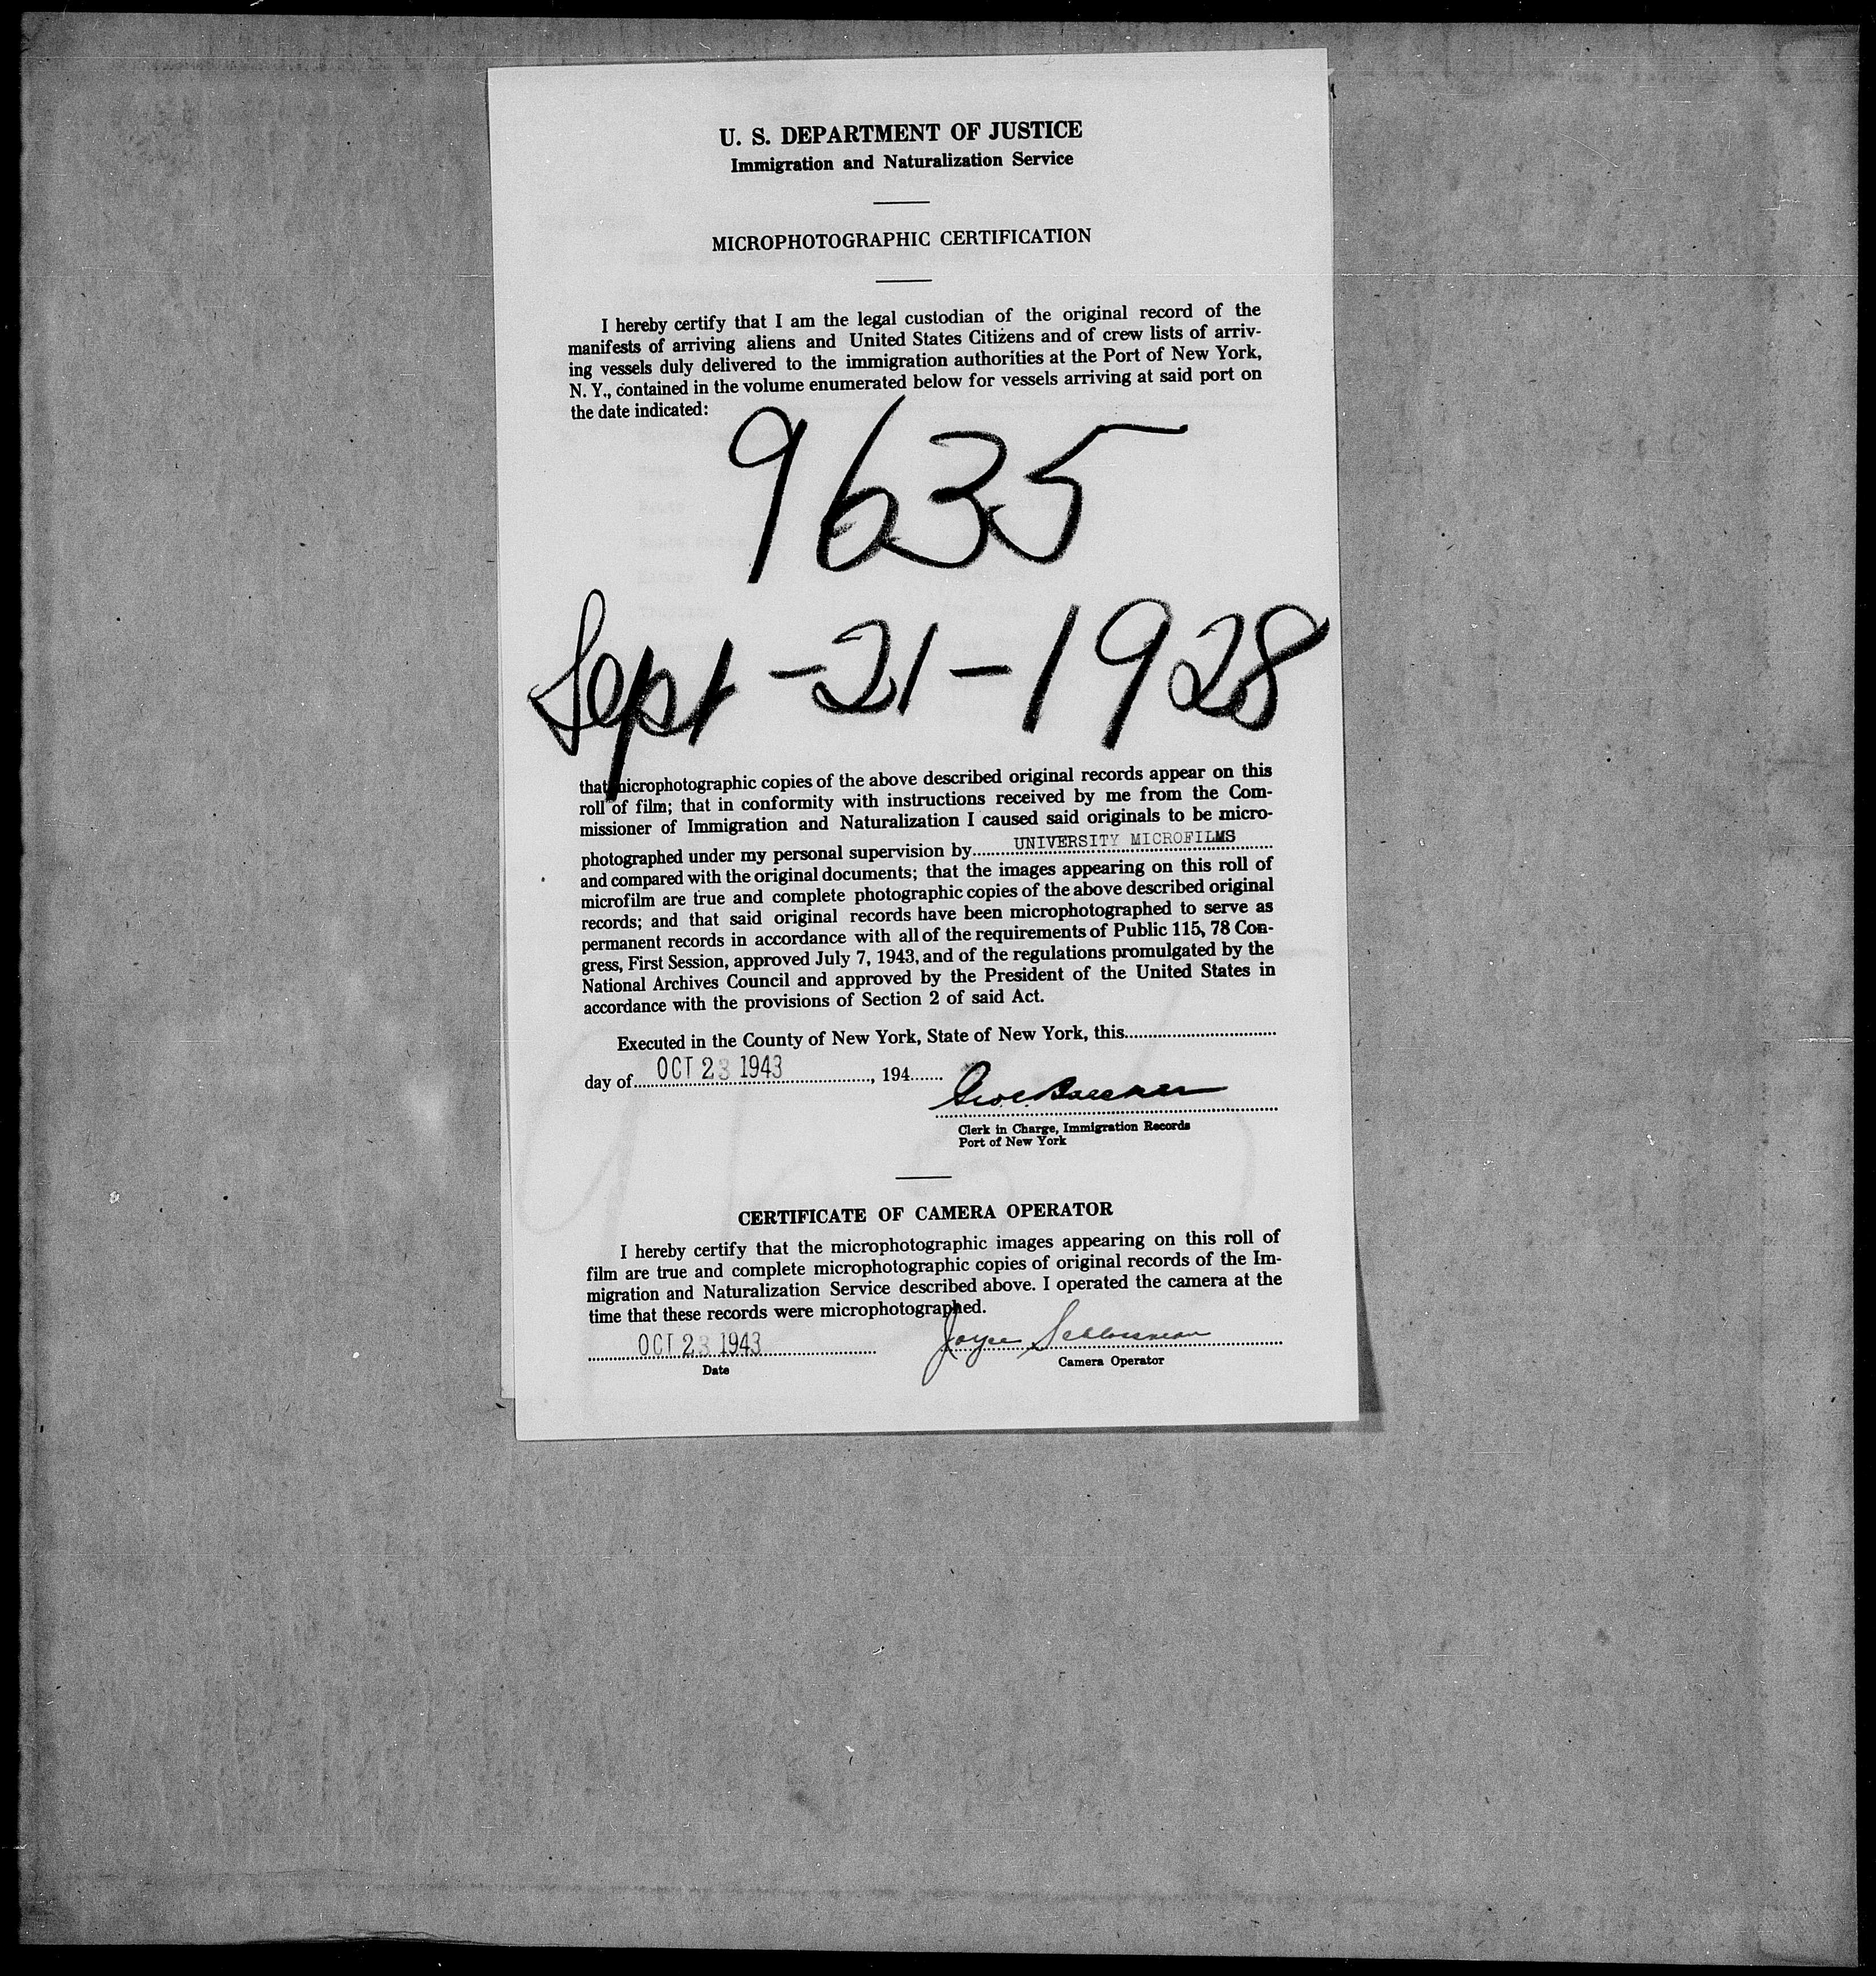 U. S. DEPARTMENT OF JUSTICE
Immigration and Naturalization Service
MICROPHOTOGRAPHIC CERTIFICATION
I hereby certify that I am the legal custodian of the original record of the
manifests of arriving aliens and United States Citizens and of crew lists of arriv-
ing vessels duly delivered to the immigration authorities at the Port of New York,
N. Y., contained in the volume enumerated below for vessels arriving at said port on
the date indicated:
9635
Sept-21-1928
that microphotographic copies of the above described original records appear on this
roll of film; that in conformity with instructions received by me from the Com-
missioner of Immigration and Naturalization I caused said originals to be micro-
photographed under my personal supervision by UNIVERSITY MICROFILMS
and compared with the original documents; that the images appearing on this roll of
microfilm are true and complete photographic copies of the above described original
records; and that said original records have been microphotographed to serve as
permanent records in accordance with all of the requirements of Public 115, 78 Con-
gress, First Session, approved July 7, 1943, and of the regulations promulgated by the
National Archives Council and approved by the President of the United States in
accordance with the provisions of Section 2 of said Act.
Executed in the County of New York, State of New York, this
day of OCT 23 1943, 194
Clerk in Charge, Immigration Records
Port of New York
CERTIFICATE OF CAMERA OPERATOR
I hereby certify that the microphotographic images appearing on this roll of
film are true and complete microphotographic copies of original records of the Im-
migration and Naturalization Service described above. I operated the camera at the
time that these records were microphotographed.
OCT 23 1943 Joyce
Date
Camera Operator